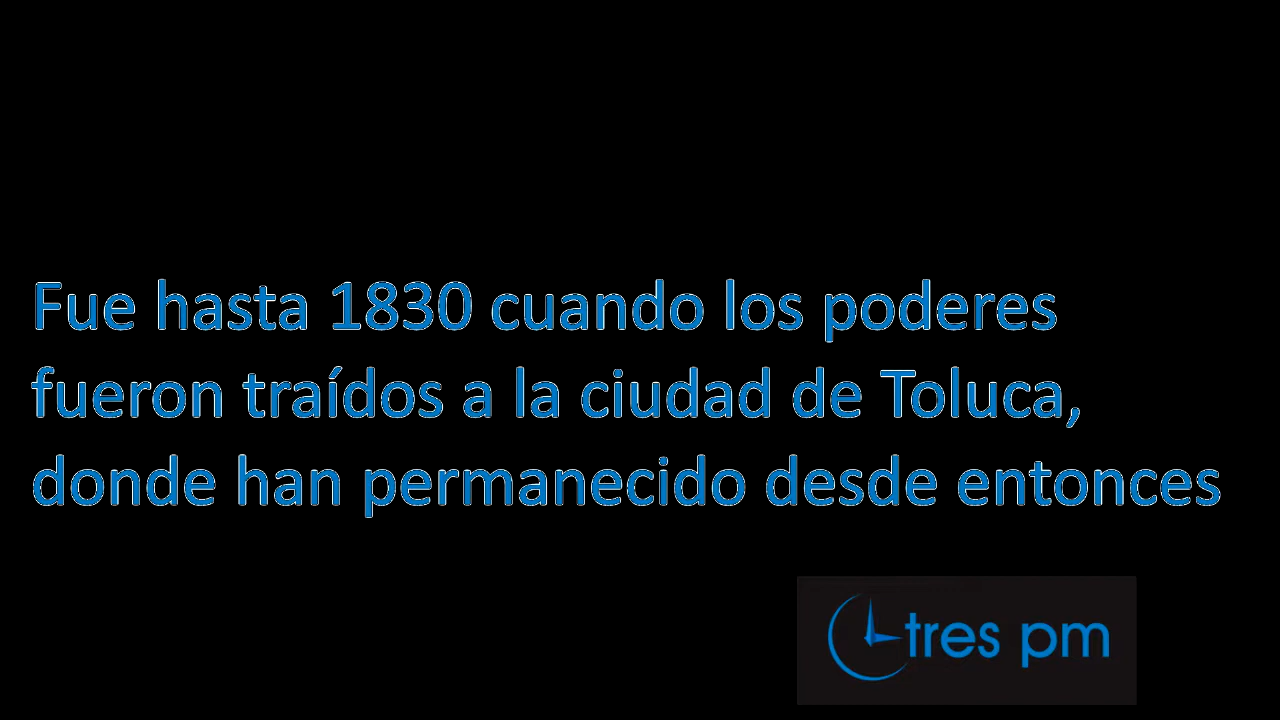 Fue hasta 1830 cuando los poderes
fueron traídos a la ciudad de Toluca,
donde han permanecido desde entonces
tres pm